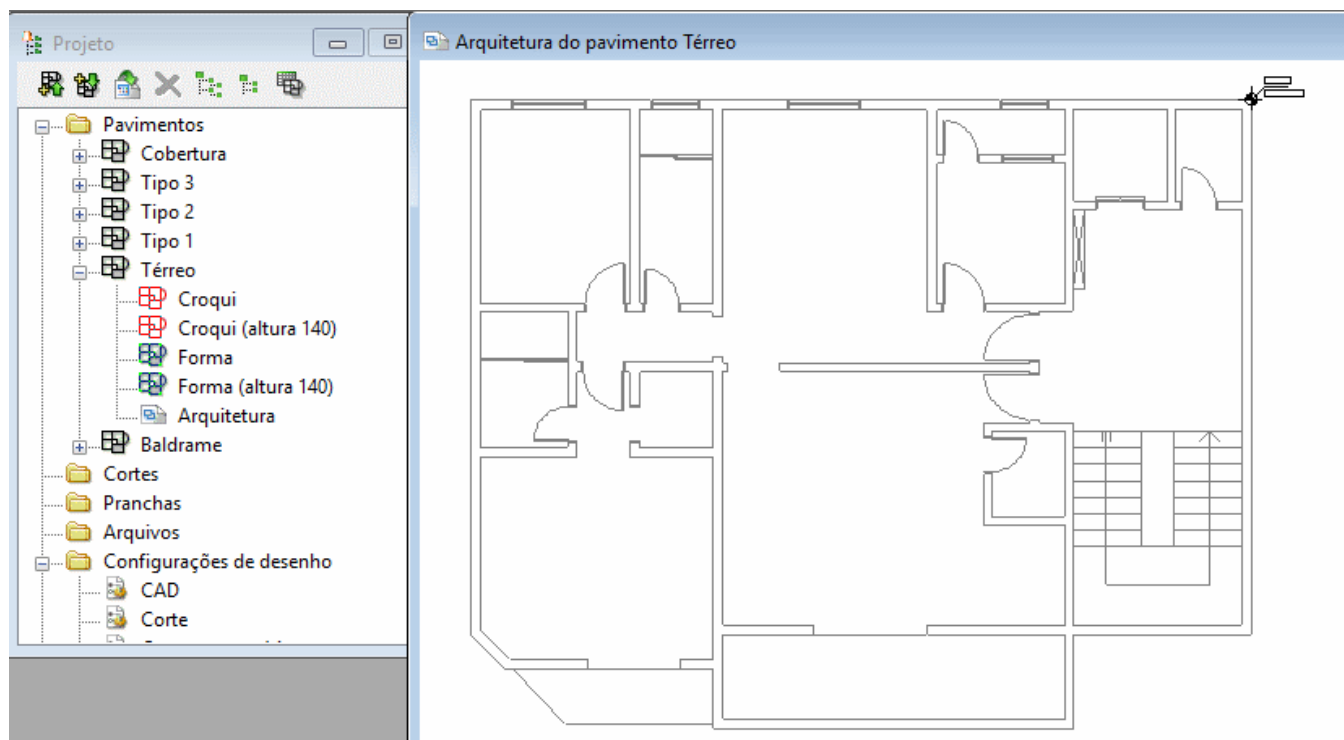 Projeto
Pavimentos
Cobertura
Tipo 3
Tipo 2
Tipo 1
Térreo
Croqui
Croqui (altura 140)
Forma
Forma (altura 140)
Arquitetura
Baldrame
Cortes
Pranchas
Arquivos
Configurações de desenho
CAD
Corte
Arquitetura do pavimento Térreo